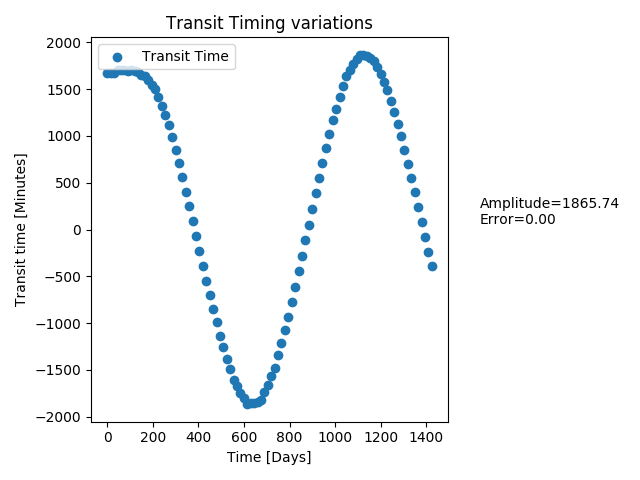 Transit Timing variations
Transit Time
Transit time [Minutes]
2000
1500
1000
500
0
−500
−1000
−1500
−2000
0 200 400 600 800 1000 1200 1400
Time [Days]
Amplitude=1865.74
Error=0.00